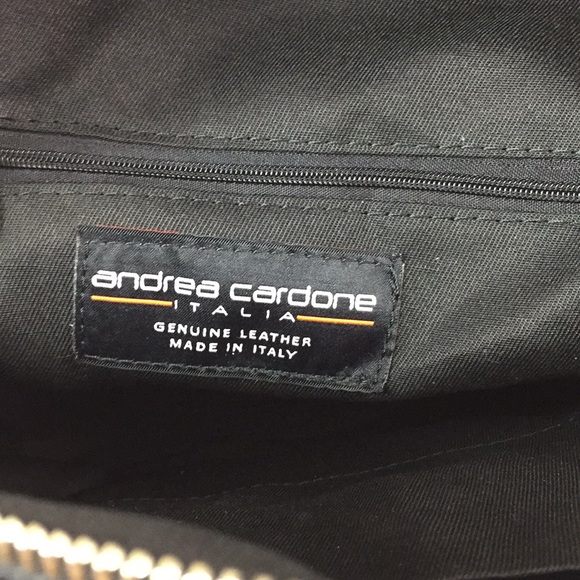 andrea cardone
ITALIA
GENUINE LEATHER
MADE IN ITALY